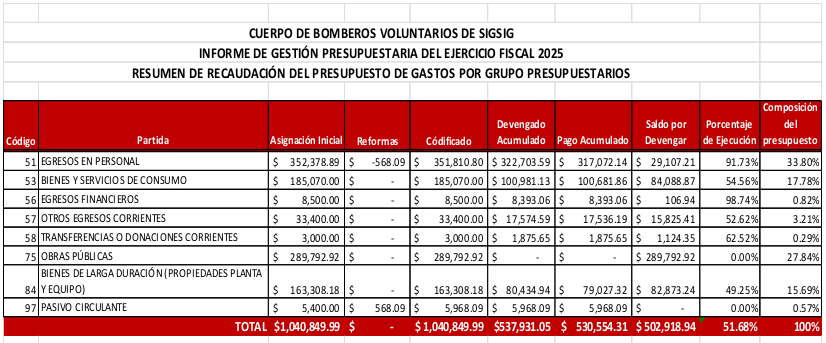 CUERPO DE BOMBEROS VOLUNTARIOS DE SIGSIG
INFORME DE GESTIÓN PRESUPUESTARIA DEL EJERCICIO FISCAL 2025
RESUMEN DE RECAUDACIÓN DEL PRESUPUESTO DE GASTOS POR GRUPO PRESUPUESTARIOS
Código Partida Asignación Inicial Reformas Códificado Devengado Acumulado Pago Acumulado Saldo por Devengar Porcentaje de Ejecución Composición del presupuesto
51 EGRESOS EN PERSONAL $ 352,378.89 $ -568.09 $ 351,810.80 $ 322,703.59 $ 317,072.14 $ 29,107.21 91.73% 33.80%
53 BIENES Y SERVICIOS DE CONSUMO $ 185,070.00 $ - $ 185,070.00 $ 100,981.13 $ 100,681.86 $ 84,088.87 54.56% 17.78%
56 EGRESOS FINANCIEROS $ 8,500.00 $ - $ 8,500.00 $ 8,393.06 $ 8,393.06 $ 106.94 98.74% 0.82%
57 OTROS EGRESOS CORRIENTES $ 33,400.00 $ - $ 33,400.00 $ 17,574.59 $ 17,536.19 $ 15,825.41 52.62% 3.21%
58 TRANSFERENCIAS O DONACIONES CORRIENTES $ 3,000.00 $ - $ 3,000.00 $ 1,875.65 $ 1,875.65 $ 1,124.35 62.52% 0.29%
75 OBRAS PÚBLICAS $ 289,792.92 $ - $ 289,792.92 $ - $ - $ 289,792.92 0.00% 27.84%
BIENES DE LARGA DURACIÓN (PROPIEDADES PLANTA
84 Y EQUIPO) $ 163,308.18 $ - $ 163,308.18 $ 80,434.94 $ 79,027.32 $ 82,873.24 49.25% 15.69%
97 PASIVO CIRCULANTE $ 5,400.00 $ 568.09 $ 5,968.09 $ 5,968.09 $ 5,968.09 $ - 0.00% 0.57%
TOTAL $1,040,849.99 $ - $ 1,040,849.99 $537,931.05 $ 530,554.31 $ 502,918.94 51.68% 100%